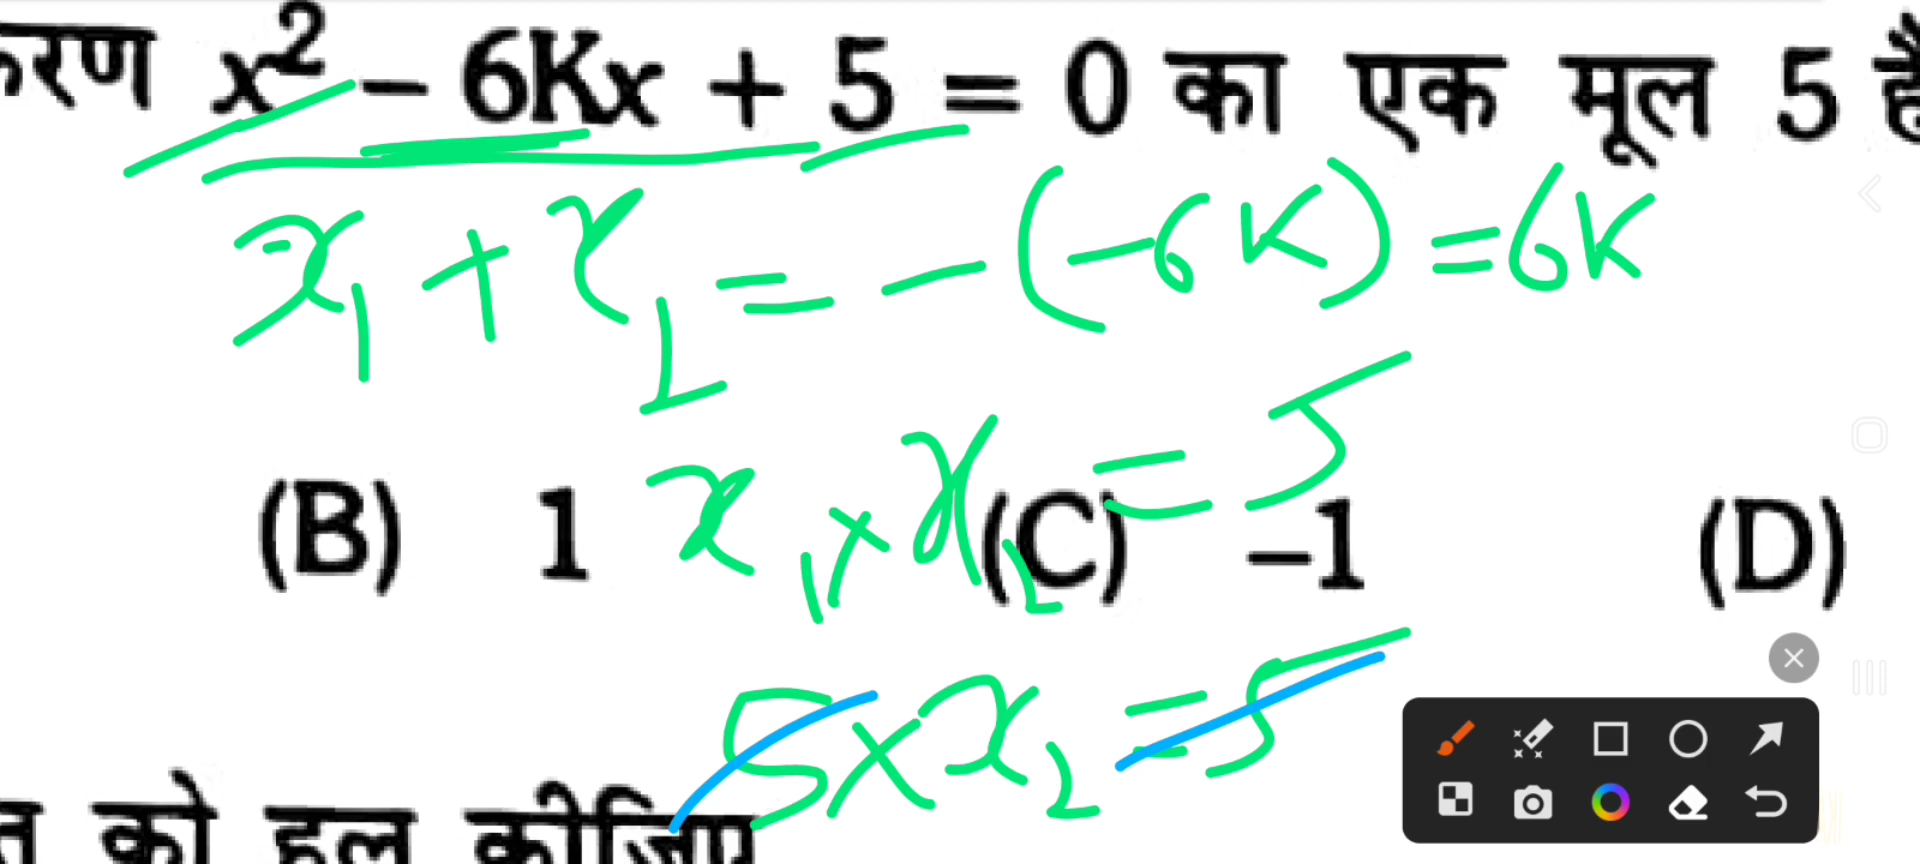 x² – 6Kx + 5 = 0 का एक मूल 5
x₁ + x₂ = – (–6K) = 6K
x₁ × x₂ = 5
(B) 1 (C) –1 (D)
5 × x₂ = 5
को हल कीजिए